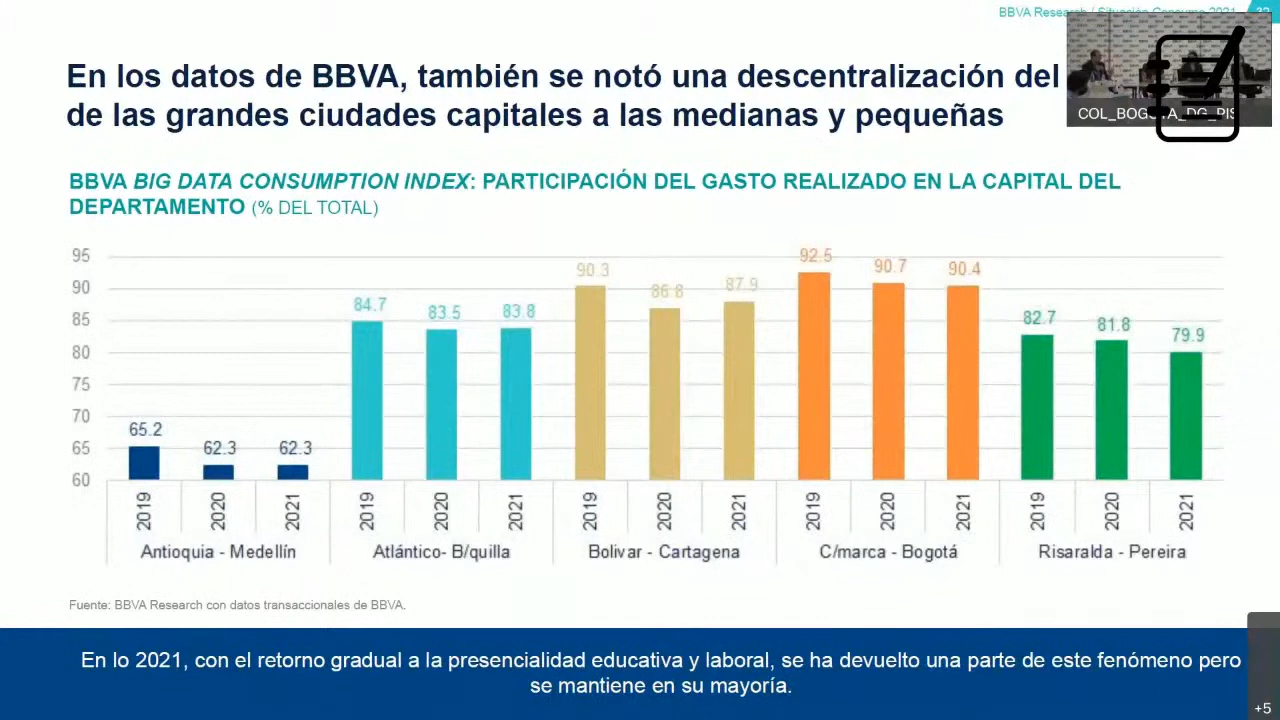 BBVA Research / Situación Consumo 2021 32
En los datos de BBVA, también se notó una descentralización del
de las grandes ciudades capitales a las medianas y pequeñas
BBVA BIG DATA CONSUMPTION INDEX: PARTICIPACIÓN DEL GASTO REALIZADO EN LA CAPITAL DEL
DEPARTAMENTO (% DEL TOTAL)
95
90
85
80
75
70
65
60
65.2 62.3 62.3
84.7 83.5 83.8
90.3 86.8 87.9
92.5 90.7 90.4
82.7 81.8 79.9
2019 2020 2021 2019 2020 2021 2019 2020 2021 2019 2020 2021 2019 2020 2021
Antioquia - Medellín Atlántico- B/quilla Bolivar - Cartagena C/marca - Bogotá Risaralda - Pereira
Fuente: BBVA Research con datos transaccionales de BBVA.
En lo 2021, con el retorno gradual a la presencialidad educativa y laboral, se ha devuelto una parte de este fenómeno pero
se mantiene en su mayoría.
+5